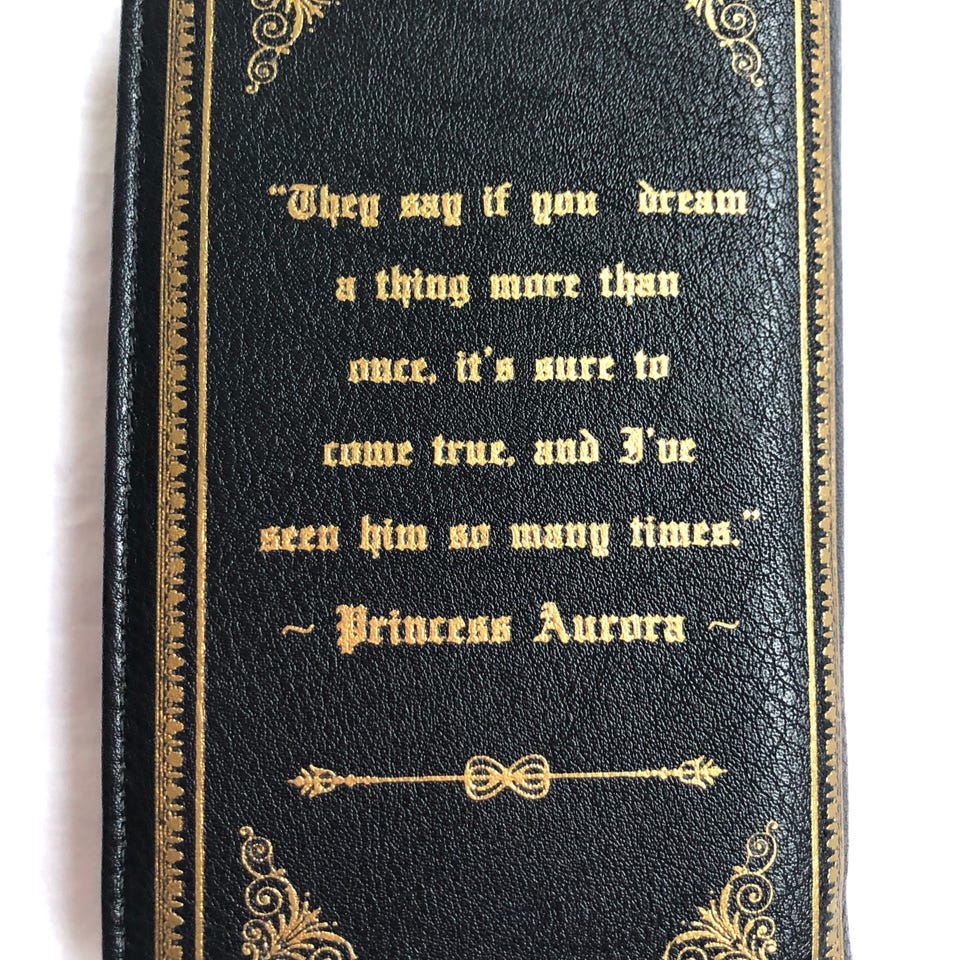 “They say if you dream
a thing more than
once, it's sure to
come true, and I've
seen him so many times.”
~ Princess Aurora ~